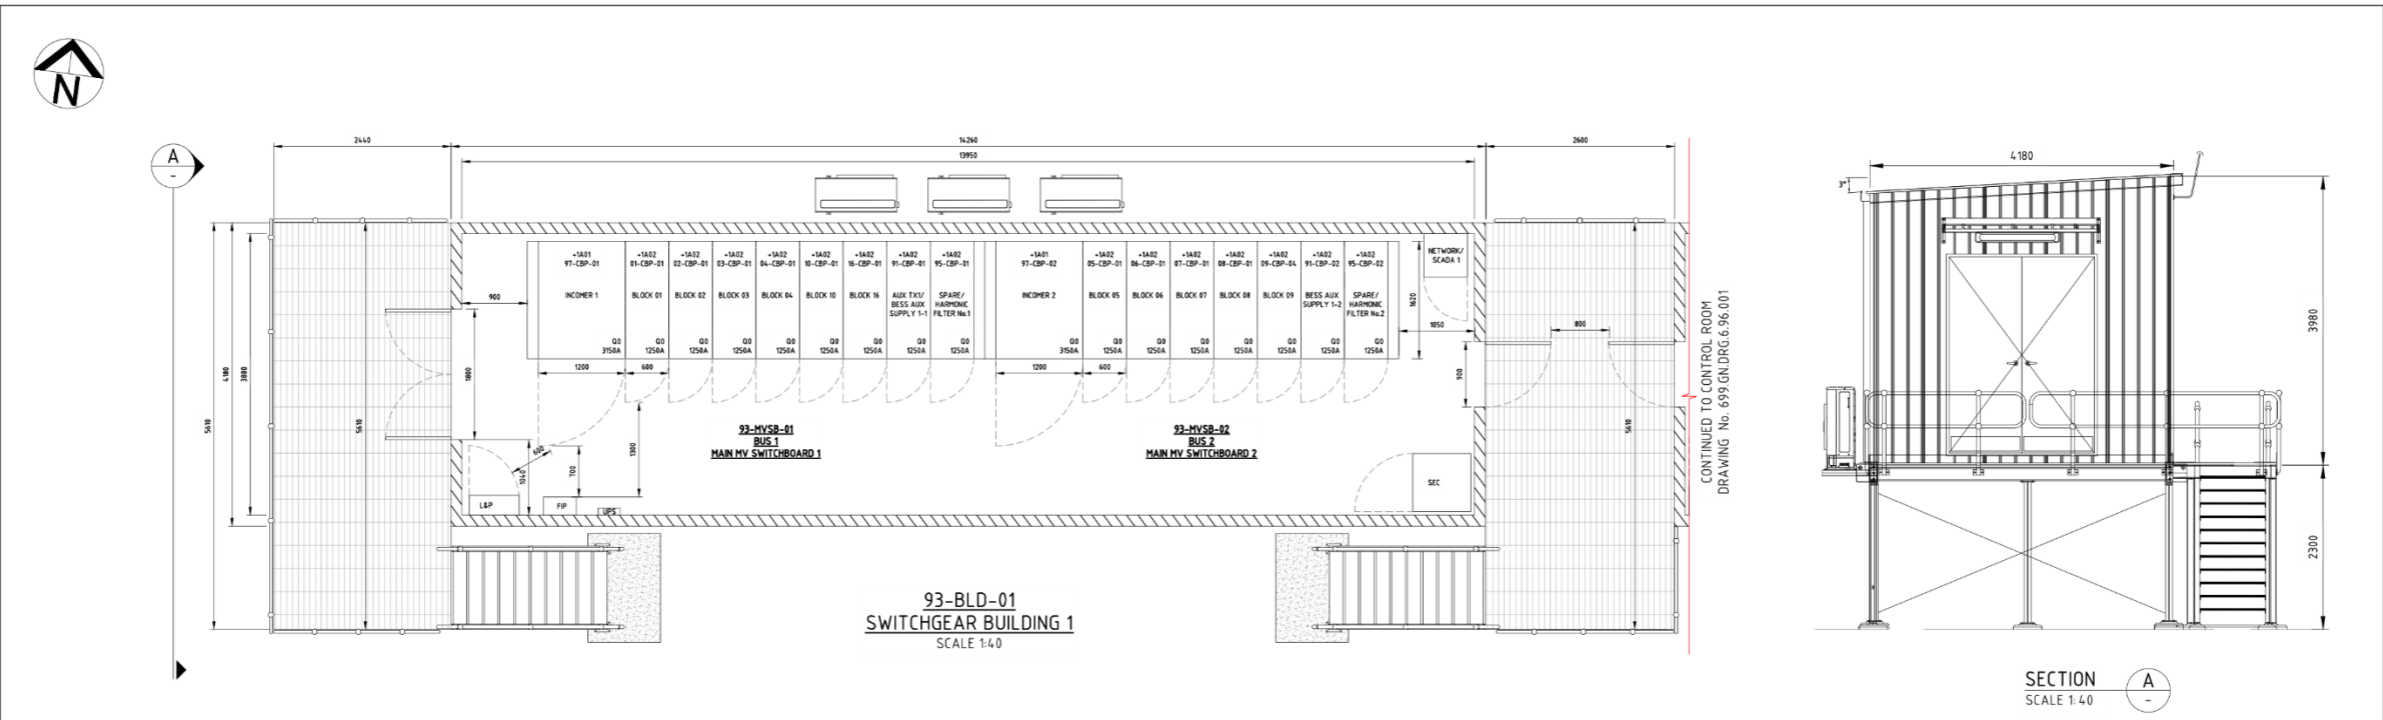 N
A
-
2440
14260
13950
2600
5610
4180
3880
5610
900
1800
+1A01
97-CBP-01
INCOMER 1
Q0
3150A
+1A02
01-CBP-01
BLOCK 01
Q0
1250A
+1A02
02-CBP-01
BLOCK 02
Q0
1250A
+1A02
03-CBP-01
BLOCK 03
Q0
1250A
+1A02
04-CBP-01
BLOCK 04
Q0
1250A
+1A02
10-CBP-01
BLOCK 10
Q0
1250A
+1A02
16-CBP-01
BLOCK 16
Q0
1250A
+1A02
91-CBP-01
AUX TX1/
BESS AUX
SUPPLY 1-1
Q0
1250A
+1A02
95-CBP-01
SPARE/
HARMONIC
FILTER No.1
Q0
1250A
+1A01
97-CBP-02
INCOMER 2
Q0
3150A
+1A02
05-CBP-01
BLOCK 05
Q0
1250A
+1A02
06-CBP-01
BLOCK 06
Q0
1250A
+1A02
07-CBP-01
BLOCK 07
Q0
1250A
+1A02
08-CBP-01
BLOCK 08
Q0
1250A
+1A02
09-CBP-04
BLOCK 09
Q0
1250A
+1A02
91-CBP-02
BESS AUX
SUPPLY 1-2
Q0
1250A
+1A02
95-CBP-02
SPARE/
HARMONIC
FILTER No.2
Q0
1250A
1620
NETWORK/
SCADA 1
1050
900
800
5610
1200
600
1200
600
93-MVSB-01
BUS 1
MAIN MV SWITCHBOARD 1
93-MVSB-02
BUS 2
MAIN MV SWITCHBOARD 2
600
1040
700
1300
L&P
FIP
UPS
SEC
CONTINUED TO CONTROL ROOM
DRAWING No. 699.GN.DRG.6.96.001
93-BLD-01
SWITCHGEAR BUILDING 1
SCALE 1:40
4180
3°
3980
2300
SECTION
SCALE 1:40
A
-